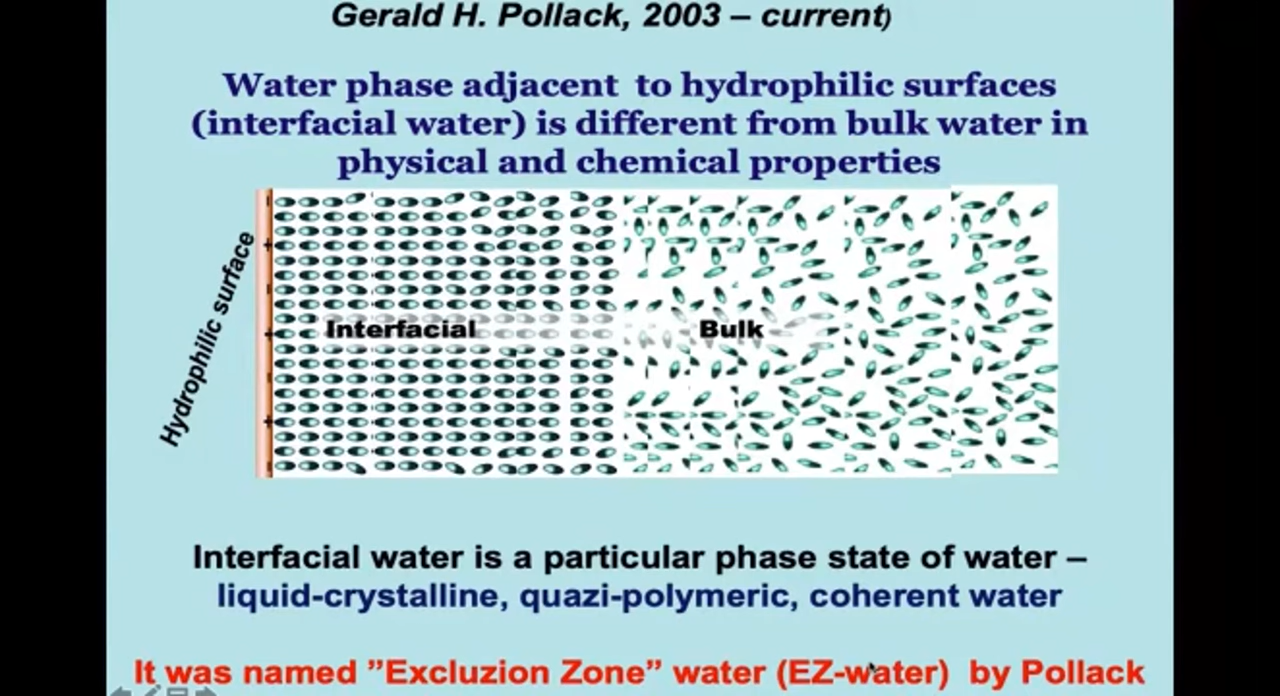 Gerald H. Pollack, 2003 – current)
Water phase adjacent to hydrophilic surfaces
(interfacial water) is different from bulk water in
physical and chemical properties
Hydrophilic surface
Interfacial
Bulk
Interfacial water is a particular phase state of water –
liquid-crystalline, quazi-polymeric, coherent water
It was named ”Excluzion Zone” water (EZ-water) by Pollack